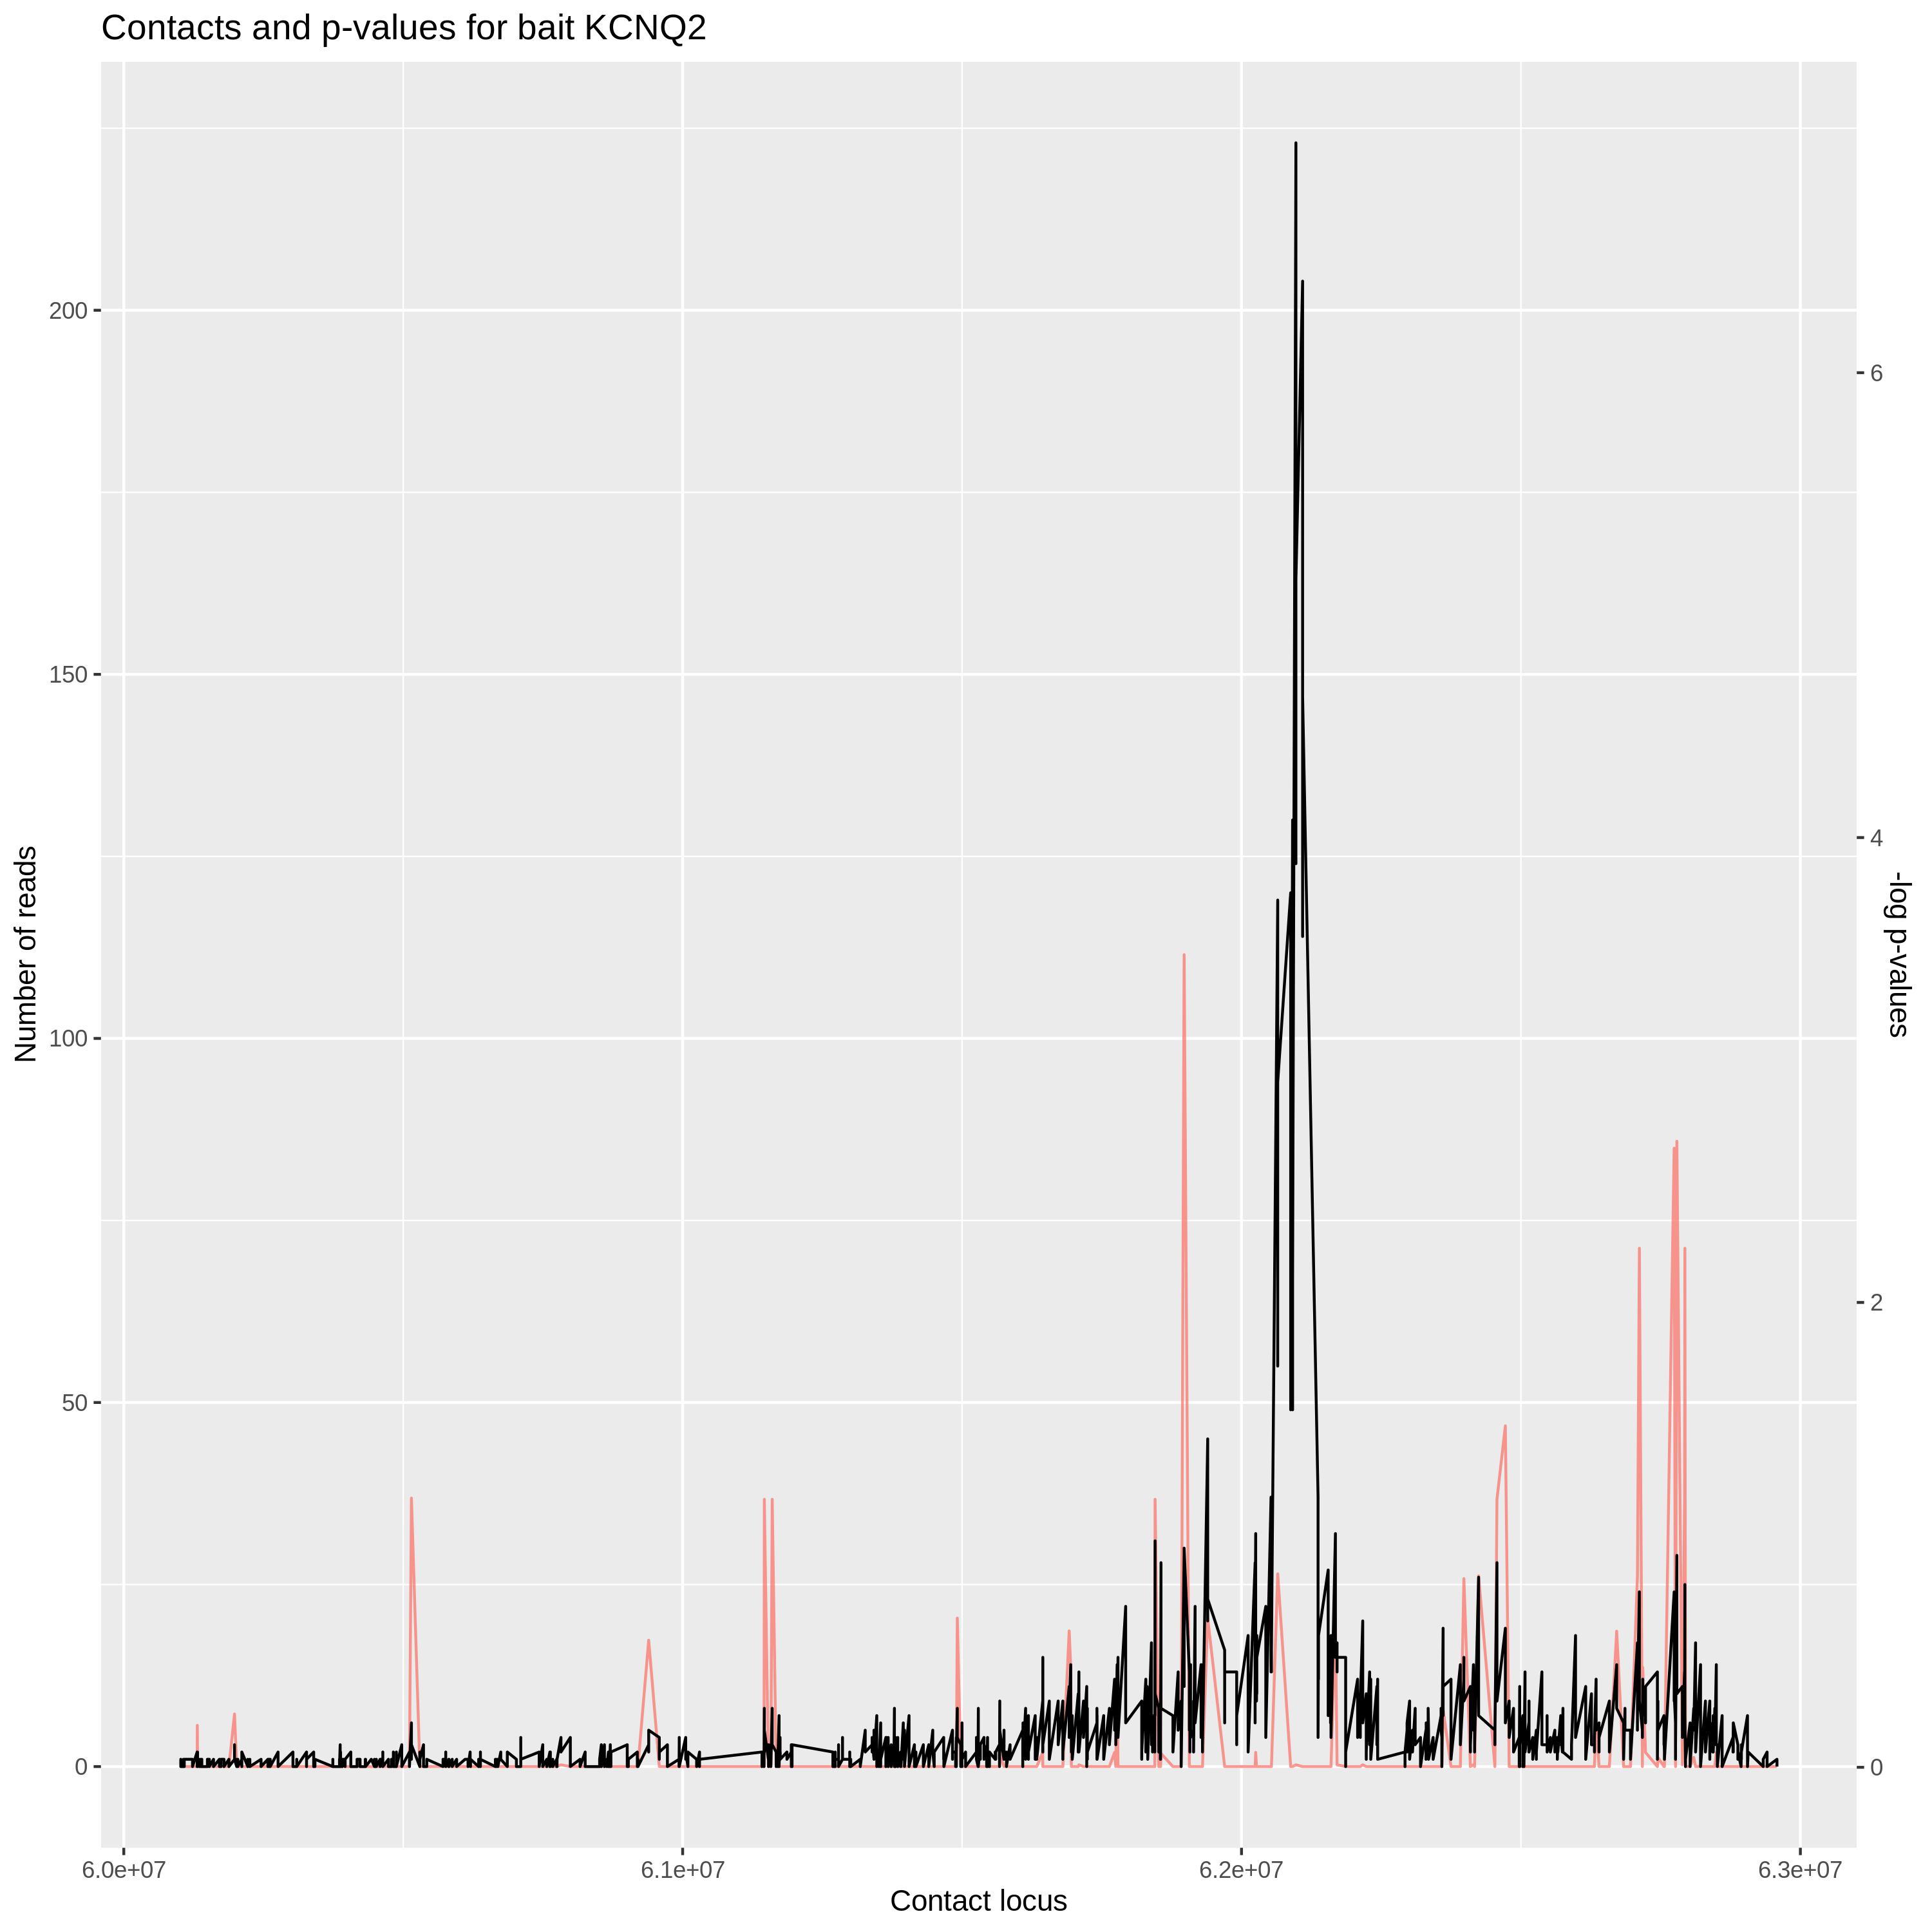 Contacts and p-values for bait KCNQ2
Number of reads
200
150
100
50
0
6
4
2
0
-log p-values
6.0e+07
6.1e+07
6.2e+07
6.3e+07
Contact locus